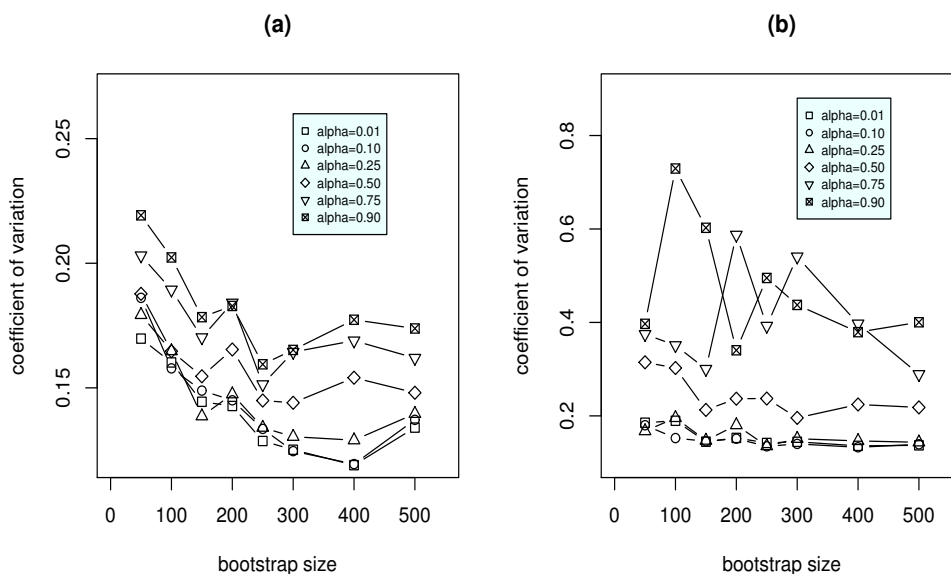 (a)
coefficient of variation
0.25
0.20
0.15
alpha=0.01
alpha=0.10
alpha=0.25
alpha=0.50
alpha=0.75
alpha=0.90
0 100 200 300 400 500
bootstrap size
(b)
coefficient of variation
0.8
0.6
0.4
0.2
alpha=0.01
alpha=0.10
alpha=0.25
alpha=0.50
alpha=0.75
alpha=0.90
0 100 200 300 400 500
bootstrap size